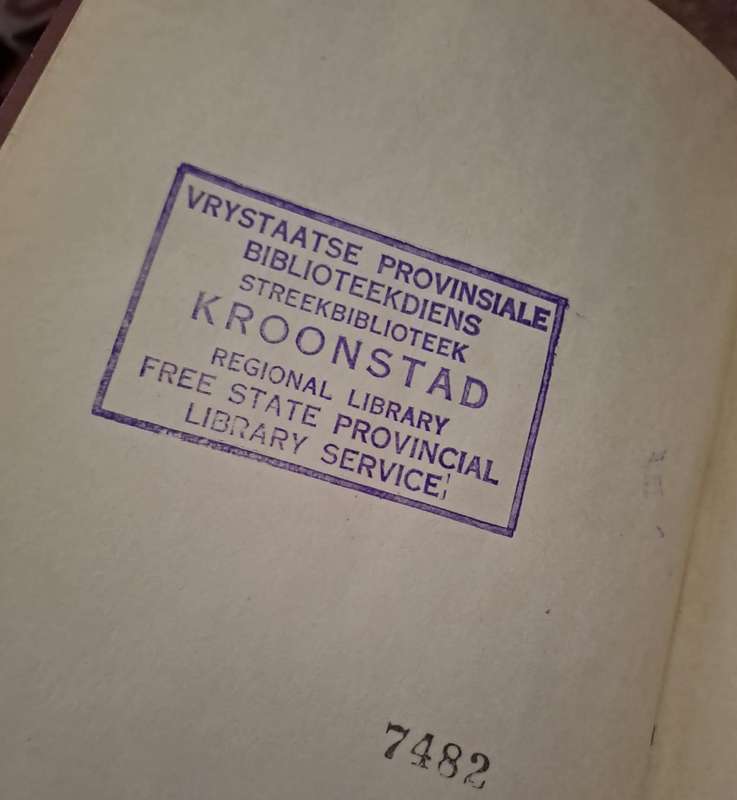 VRYSTAATSE PROVINSIALE
BIBLIOTEEKDIENS
STREEKBIBLIOTEEK
KROONSTAD
REGIONAL LIBRARY
FREE STATE PROVINCIAL
LIBRARY SERVICE
7482